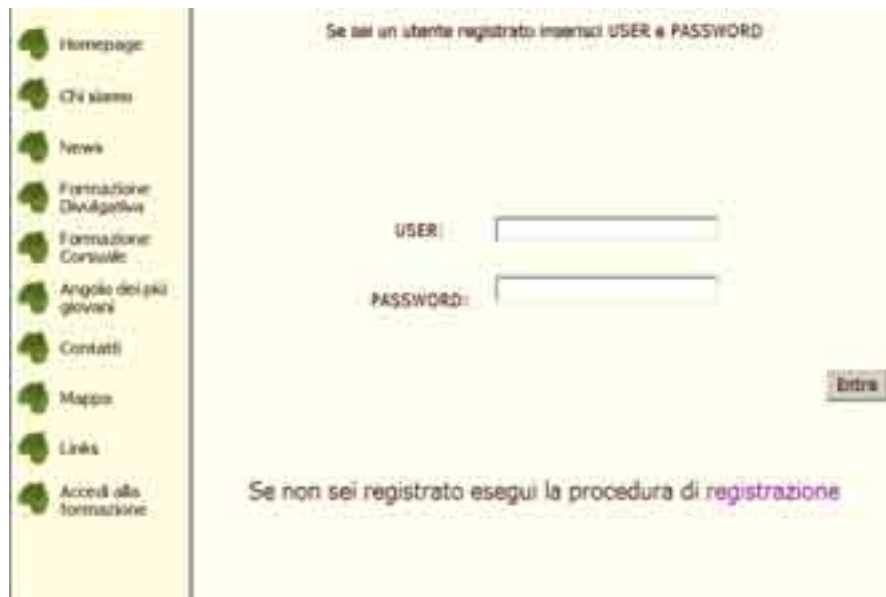 Homepage
Chi siamo
News
Formazione
Divulgativa
Formazione
Corsuale
Angolo dei più
giovani
Contatti
Mappa
Links
Accedi alla
formazione
Se sei un utente registrato inserisci USER e PASSWORD
USER:
PASSWORD:
Entra
Se non sei registrato esegui la procedura di registrazione